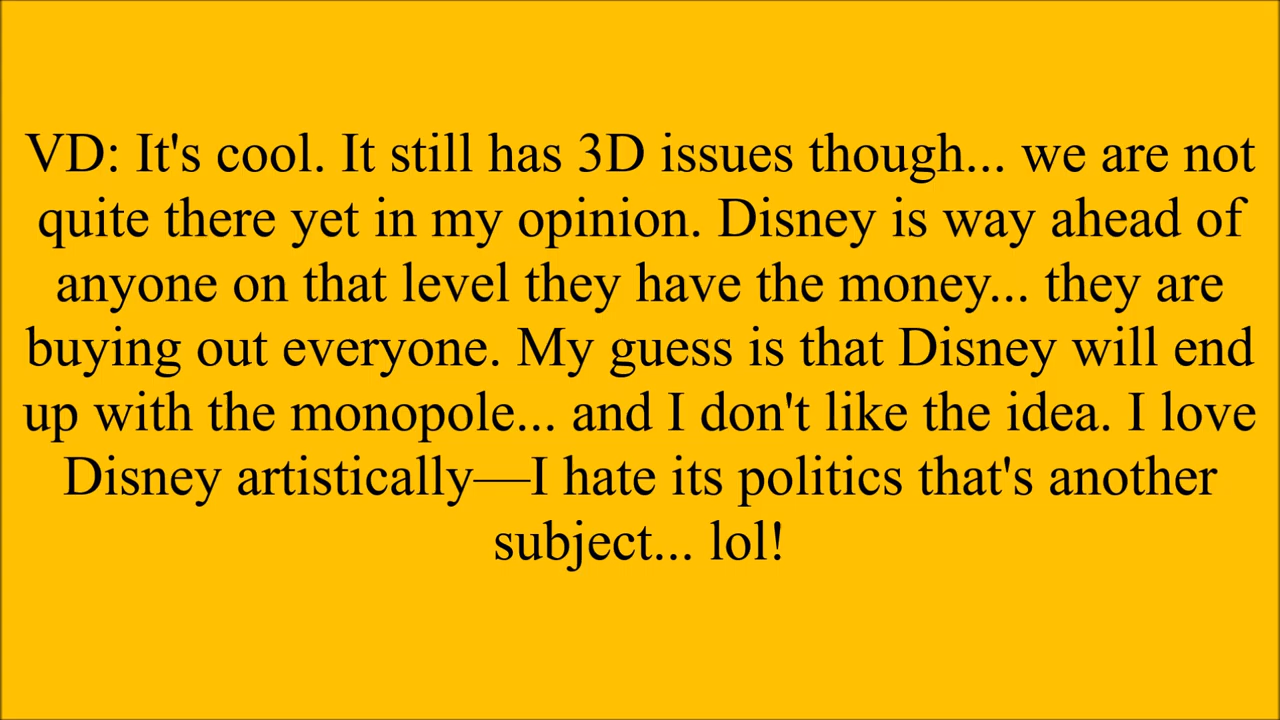 VD: It's cool. It still has 3D issues though... we are not
quite there yet in my opinion. Disney is way ahead of
anyone on that level they have the money... they are
buying out everyone. My guess is that Disney will end
up with the monopole... and I don't like the idea. I love
Disney artistically—I hate its politics that's another
subject... lol!